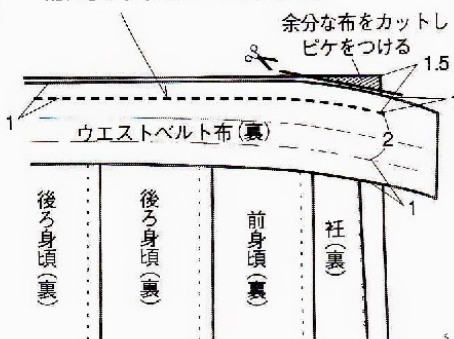 余分な布をカットし
ピケをつける
1.5
1
ウエストベルト布(裏)
2
1
後ろ身頃(裏)
後ろ身頃(裏)
前身頃(裏)
衽(裏)